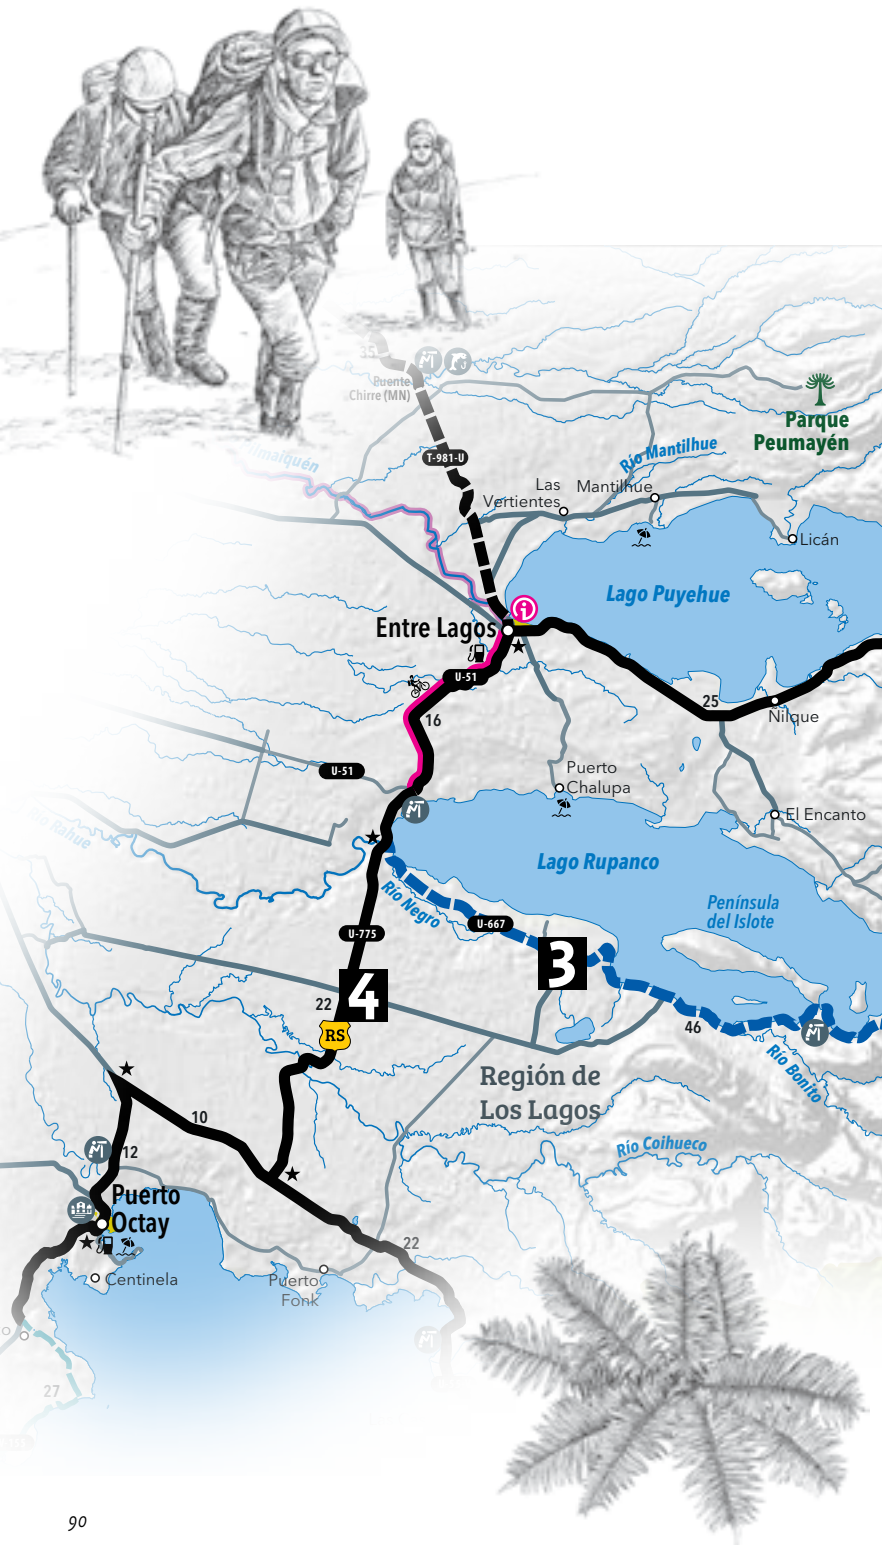 35
Puente
Chirre (MN)
T-981-U
Parque
Peumayén
Río Mantilhue
Las
Vertientes
Mantilhue
Licán
Lago Puyehue
i
Entre Lagos
U-51
16
25
Nilque
U-51
Puerto
Chalupa
El Encanto
Río Rahue
Lago Rupanco
Península
del Islote
Río Negro
U-667
U-775
3
4
22
RS
46
Río Bonito
Región de
Los Lagos
10
Río Coihueco
12
Puerto
Octay
22
Centinela
Puerto
Fonk
27
90